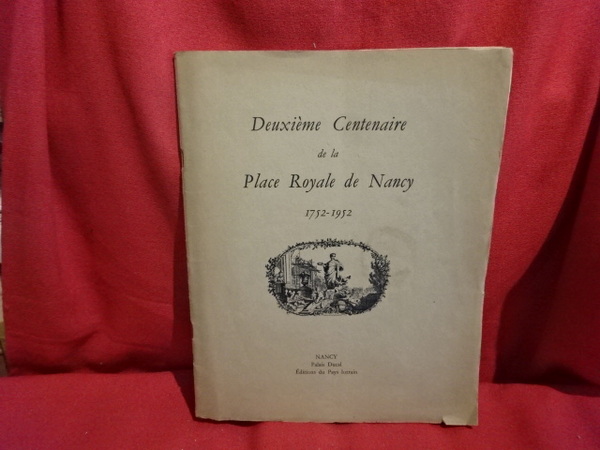 Deuxième Centenaire
de la
Place Royale de Nancy
1752-1952
NANCY
Palais Ducal
Éditions du Pays lorrain